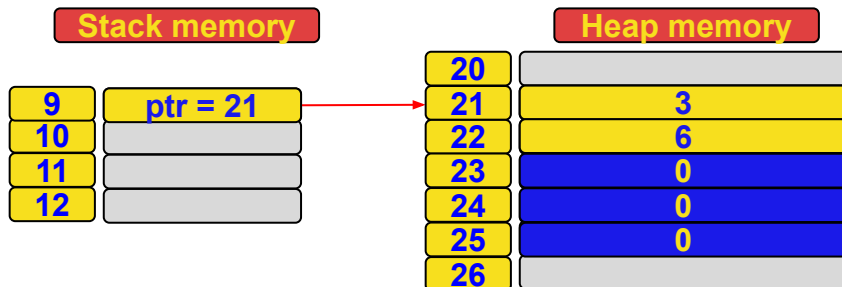 Stack memory
Heap memory
20
9 ptr = 21 21 3
10 22 6
11 23 0
12 24 0
25 0
26